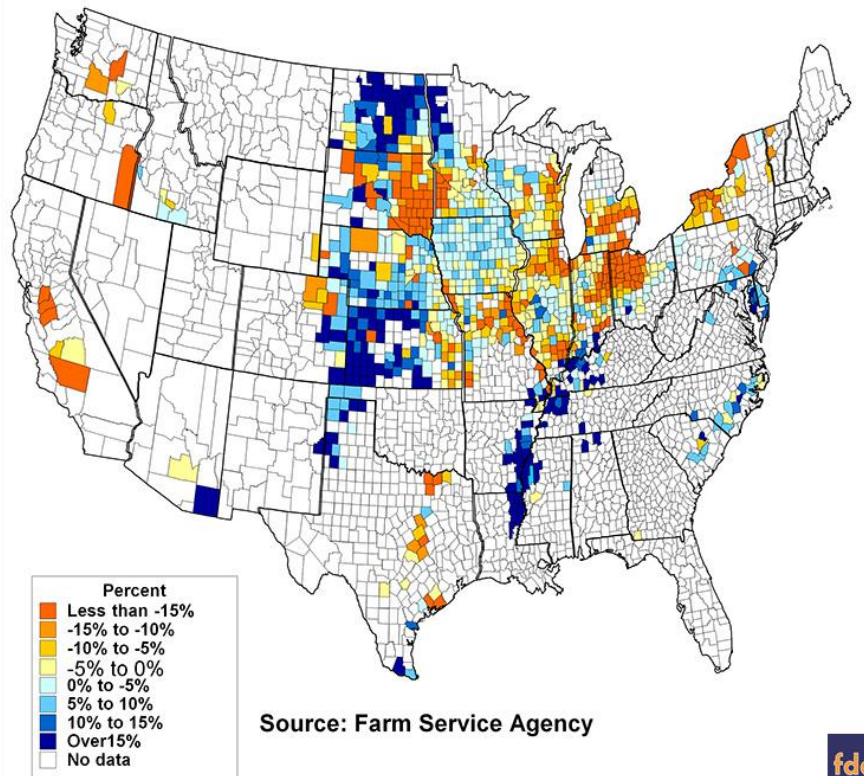 Percent
Less than -15%
-15% to -10%
-10% to -5%
-5% to 0%
0% to -5%
5% to 10%
10% to 15%
Over15%
No data
Source: Farm Service Agency